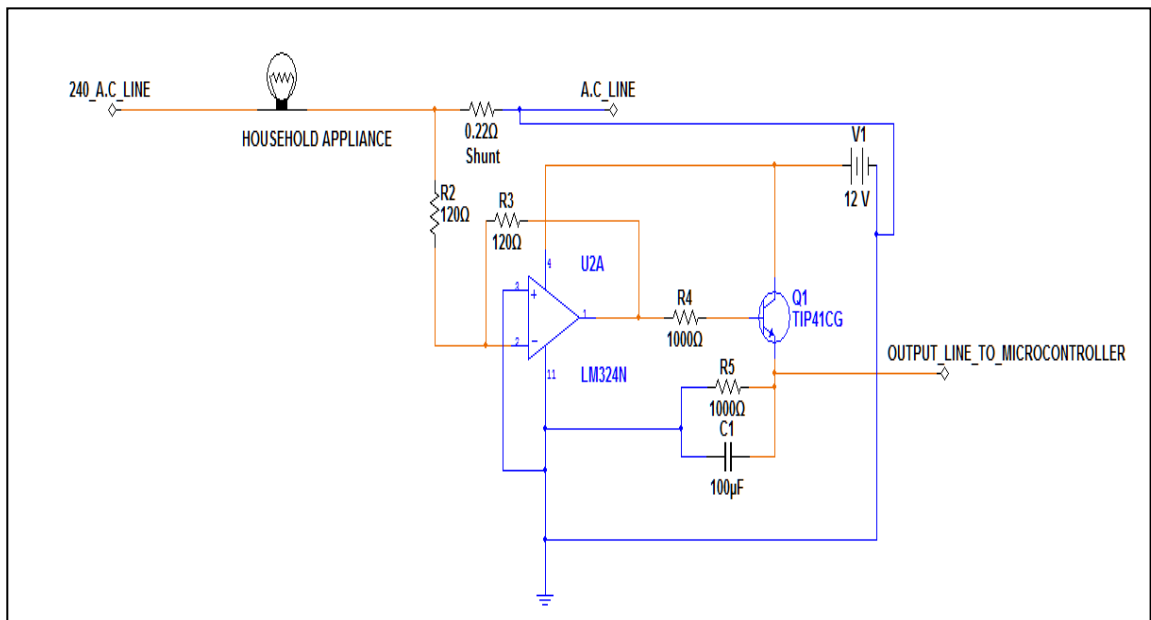 240_A.C_LINE
A.C_LINE
HOUSEHOLD APPLIANCE
0.22Ω
Shunt
V1
12 V
R2
120Ω
R3
120Ω
4
U2A
3
+
1
−
2
11
LM324N
R4
1000Ω
Q1
TIP41CG
OUTPUT_LINE_TO_MICROCONTROLLER
R5
1000Ω
C1
100µF